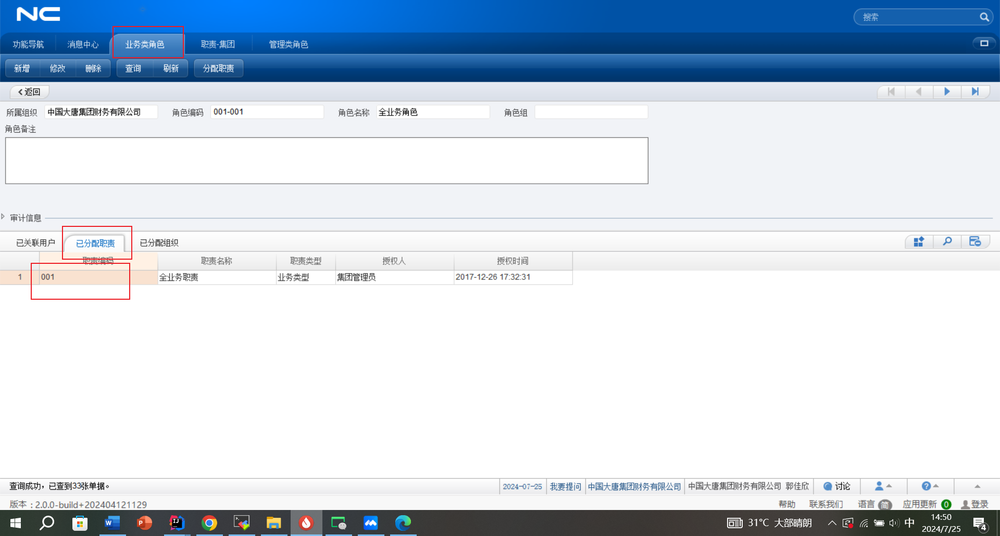 NC
搜索
功能导航 消息中心 业务类角色 职责-集团 管理类角色
新增 修改 删除 查询 刷新 分配职责
返回
所属组织 中国大唐集团财务有限公司 角色编码 001-001 角色名称 全业务角色 角色组
角色备注
审计信息
已关联用户 已分配职责 已分配组织
职责编码 职责名称 职责类型 授权人 授权时间
1 001 全业务职责 业务类型 集团管理员 2017-12-26 17:32:31
查询成功，已查到33张单据。 2024-07-25 我要提问 中国大唐集团财务有限公司 中国大唐集团财务有限公司 郭佳欣 讨论
版本 : 2.0.0-build+202404121129 帮助 联系我们 语言 简 应用更新 0 登录
31°C 大部晴朗 中 14:50
2024/7/25 4